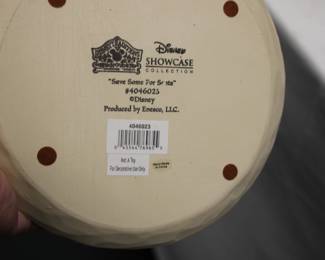 Disney
SHOWCASE
COLLECTION
"Save Some For Santa"
#4046025
©Disney
Produced by Enesco, LLC.
4046023
Not A Toy
For Decorative Use Only